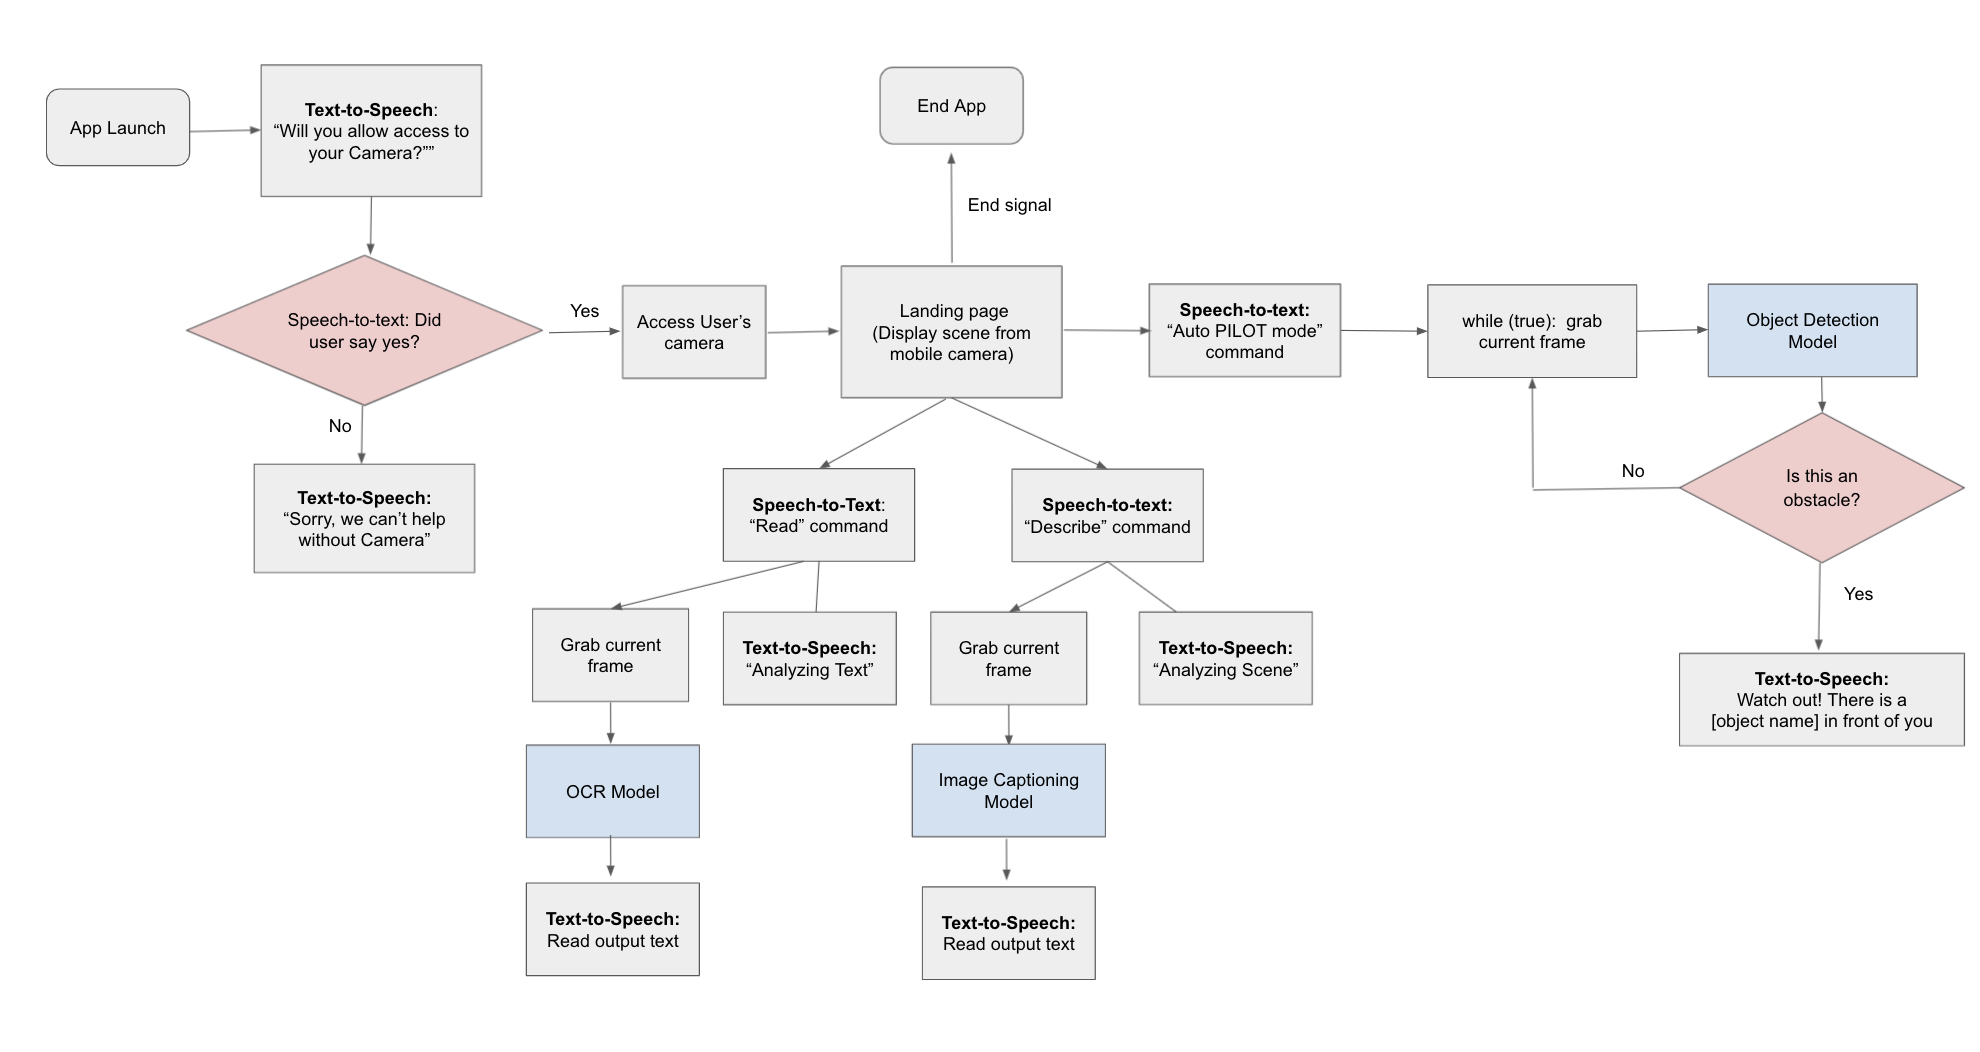 App Launch
Text-to-Speech:
“Will you allow access to
your Camera?””
End App
End signal
Speech-to-text: Did
user say yes?
Yes
No
Text-to-Speech:
“Sorry, we can’t help
without Camera”
Access User’s
camera
Landing page
(Display scene from
mobile camera)
Speech-to-text:
“Auto PILOT mode”
command
while (true):  grab
current frame
Object Detection
Model
Is this an
obstacle?
No
Yes
Text-to-Speech:
Watch out! There is a
[object name] in front of you
Speech-to-Text:
“Read” command
Speech-to-text:
“Describe” command
Grab current
frame
Text-to-Speech:
“Analyzing Text”
Grab current
frame
Text-to-Speech:
“Analyzing Scene”
OCR Model
Image Captioning
Model
Text-to-Speech:
Read output text
Text-to-Speech:
Read output text